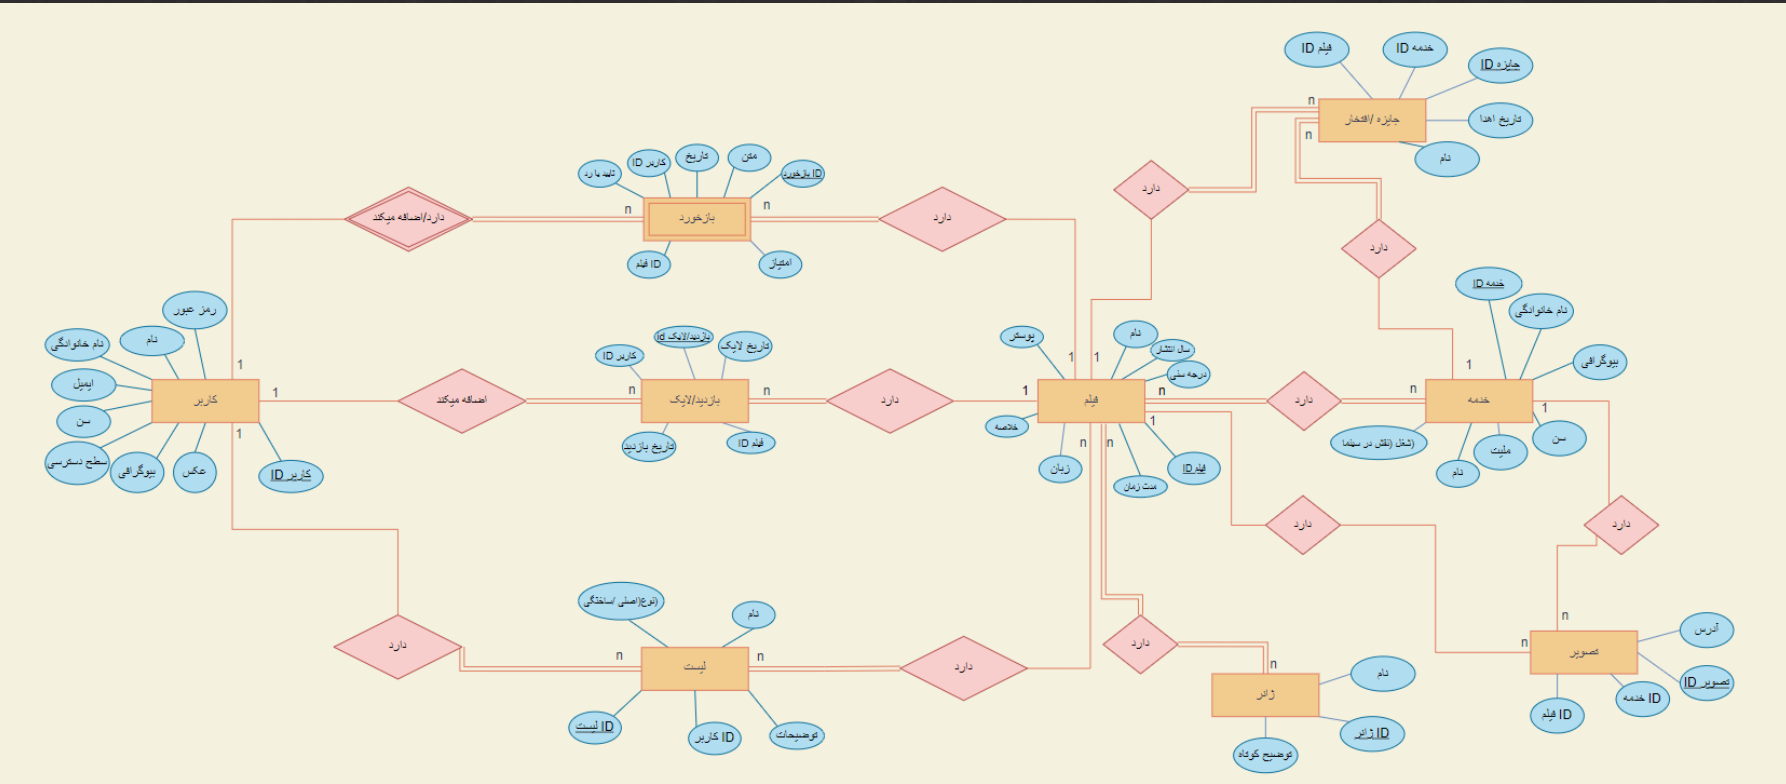 فیلم ID
خدمه ID
جایزه ID
جایزه /افتخار
تاریخ اهدا
نام
n
n
دارد
دارد
تایید یا رد
کاربر ID
تاریخ
متن
ID بازخورد
بازخورد
n
n
ID فیلم
امتیاز
دارد/اضافه میکند
دارد
رمز عبور
نام
نام خانوانگی
ایمیل
سن
سطح دسترسی
بیوگرافی
عکس
کاربر ID
کاربر
1
1
1
اضافه میکند
کاربر ID
بازدید/لایک id
تاریخ لایک
بازدید/لایک
n
n
تاریخ بازدید
فیلم ID
دارد
پوستر
نام
سال انتشار
درجه سنی
فیلم
1
1
1
n
1
n
n
خلاصه
زبان
مدت زمان
فیلم ID
دارد
خدمه ID
نام خانوانگی
بیوگرافی
خدمه
1
n
1
(شغل (نقش در سینما
نام
ملیت
سن
دارد
دارد
دارد
(نوع(اصلی /ساختگی
نام
لیست
n
n
ID لیست
ID کاربر
توضیحات
دارد
دارد
n
ژانر
نام
ID ژانر
توضیح کوتاه
n
n
تصویر
آدرس
تصویر ID
ID خدمه
ID فیلم
دارد